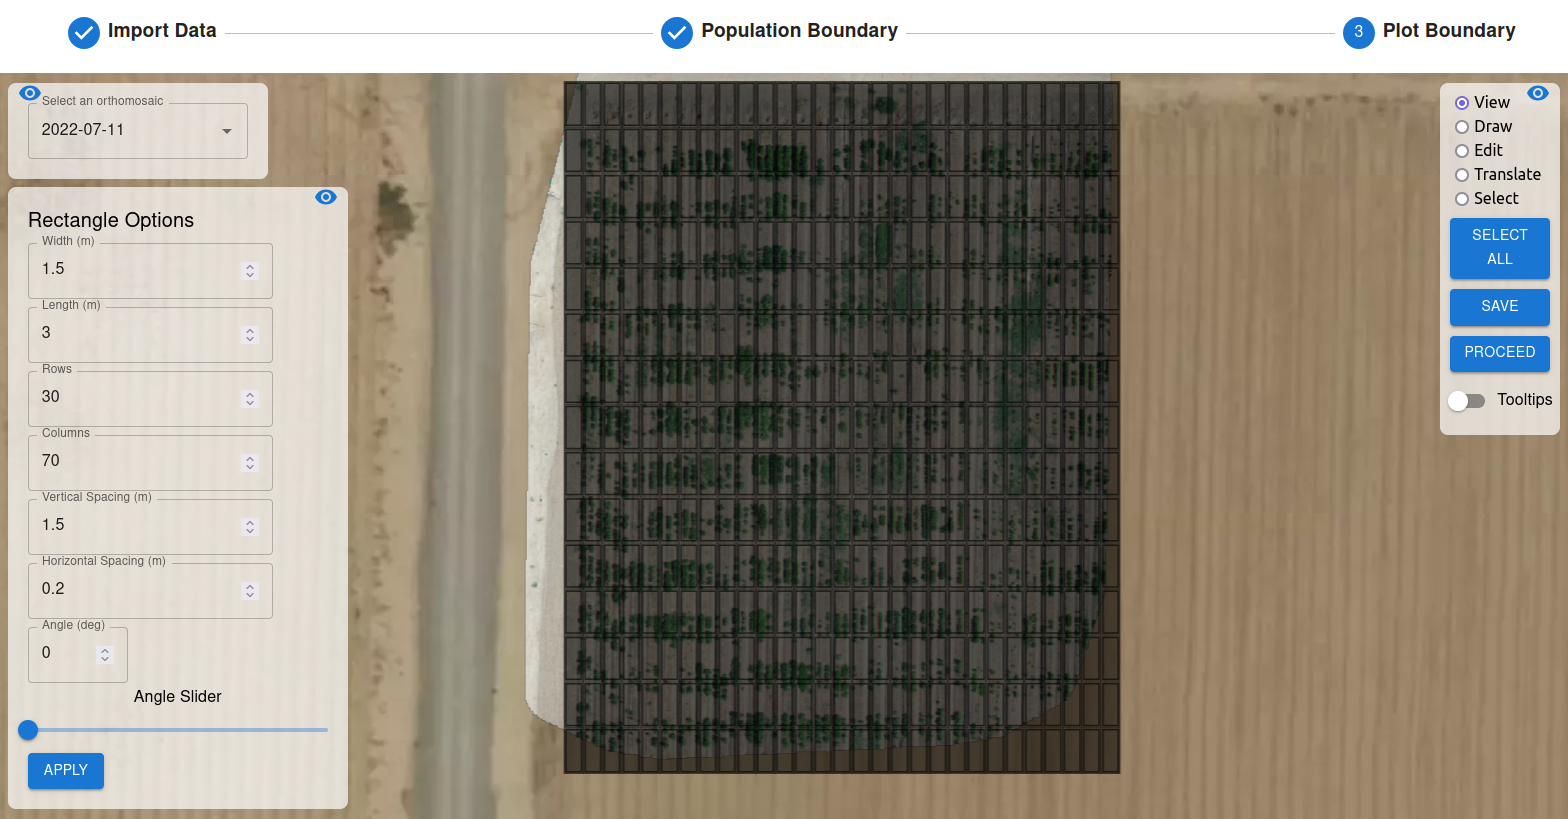 Import Data
Population Boundary
3 Plot Boundary
Select an orthomosaic
2022-07-11
Rectangle Options
Width (m)
1.5
Length (m)
3
Rows
30
Columns
70
Vertical Spacing (m)
1.5
Horizontal Spacing (m)
0.2
Angle (deg)
0
Angle Slider
APPLY
View
Draw
Edit
Translate
Select
SELECT
ALL
SAVE
PROCEED
Tooltips